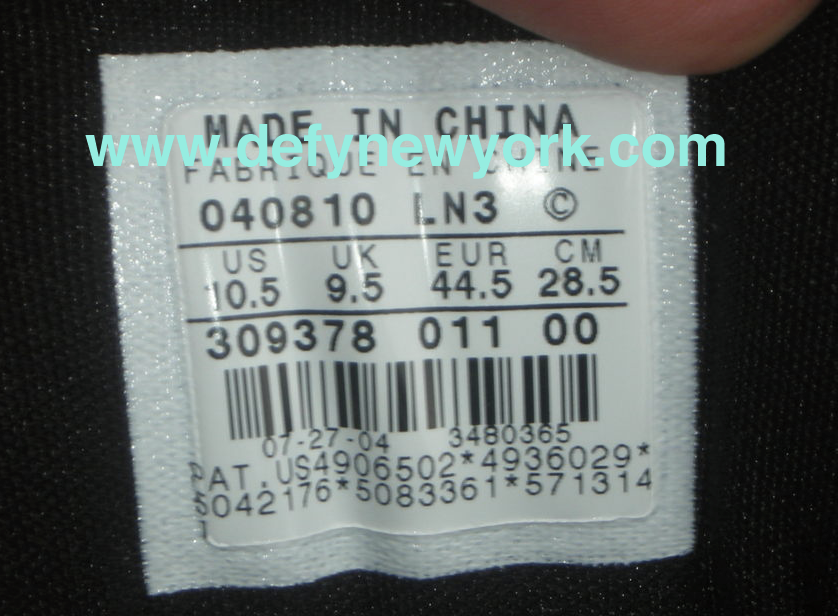 MADE IN CHINA
www.defynewyork.com
FABRIQUE EN CHINE
040810 LN3 ©
US UK EUR CM
10.5 9.5 44.5 28.5
309378 011 00
07-27-04 3480365
PAT.US4906502*4936029*
5042176*5083361*571314
1